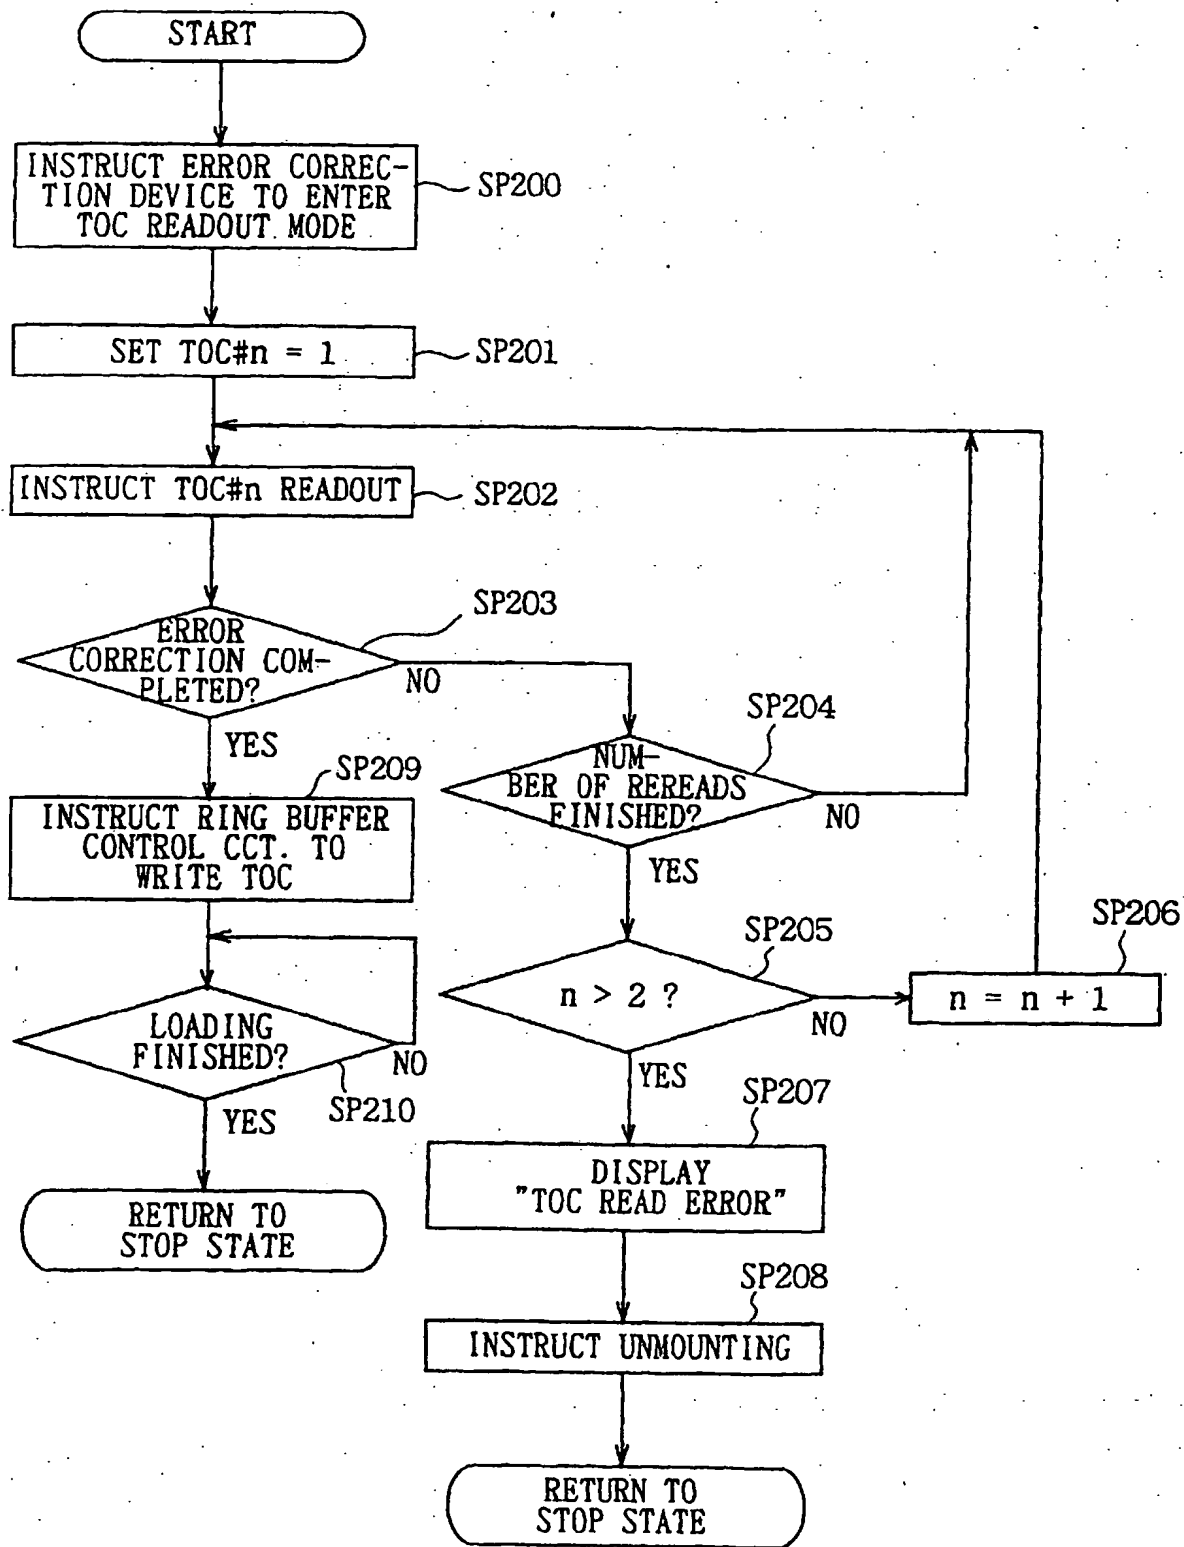 START
INSTRUCT ERROR CORREC-
TION DEVICE TO ENTER
TOC READOUT MODE
SP200
SET TOC#n = 1
SP201
INSTRUCT TOC#n READOUT
SP202
ERROR
CORRECTION COM-
PLETED?
SP203
NO
YES
NUM-
BER OF REREADS
FINISHED?
SP204
NO
YES
INSTRUCT RING BUFFER
CONTROL CCT. TO
WRITE TOC
SP209
n > 2 ?
SP205
NO
YES
n = n + 1
SP206
LOADING
FINISHED?
NO
SP210
YES
DISPLAY
"TOC READ ERROR"
SP207
RETURN TO
STOP STATE
INSTRUCT UNMOUNTING
SP208
RETURN TO
STOP STATE